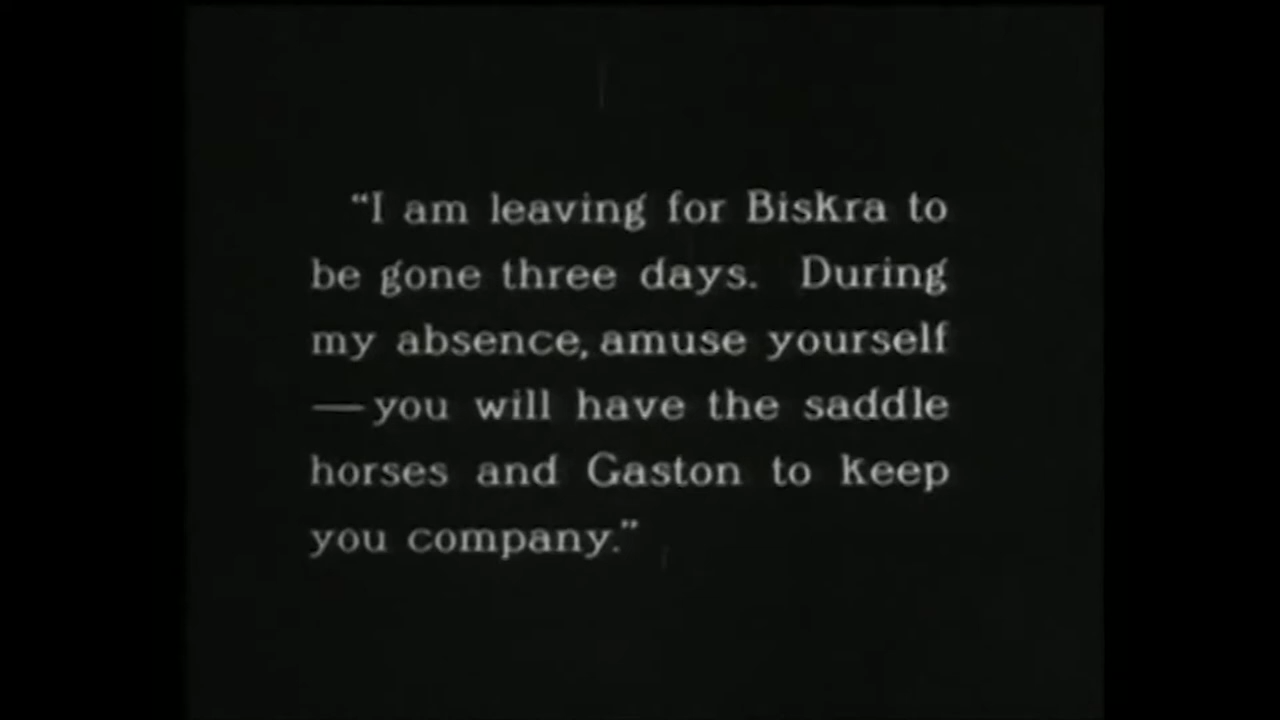 “I am leaving for Biskra to
be gone three days. During
my absence, amuse yourself
—you will have the saddle
horses and Gaston to keep
you company.”